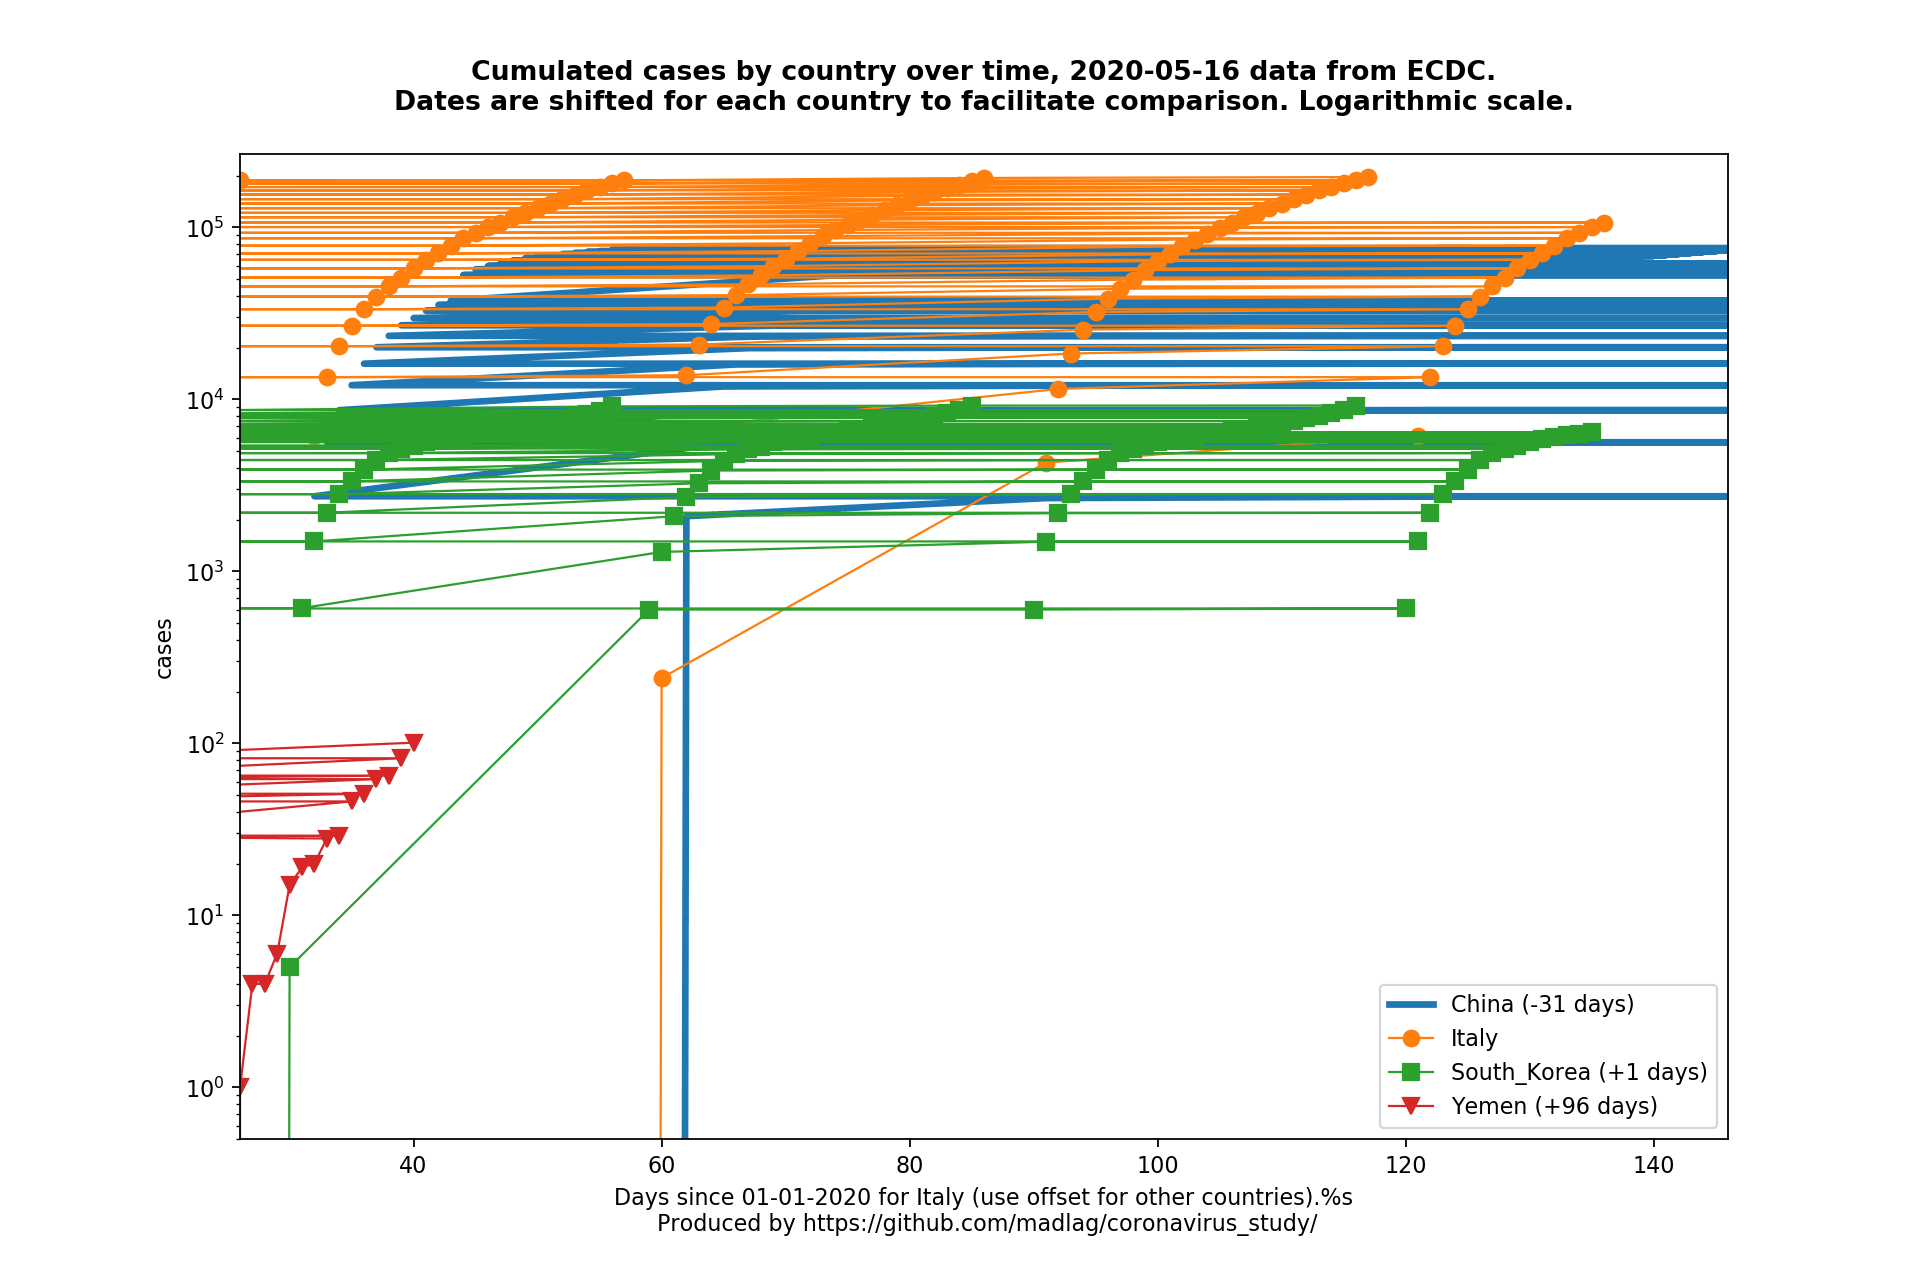 Cumulated cases by country over time, 2020-05-16 data from ECDC.
Dates are shifted for each country to facilitate comparison. Logarithmic scale.
cases
10^5
10^4
10^3
10^2
10^1
10^0
40
60
80
100
120
140
China (-31 days)
Italy
South_Korea (+1 days)
Yemen (+96 days)
Days since 01-01-2020 for Italy (use offset for other countries).%s
Produced by https://github.com/madlag/coronavirus_study/